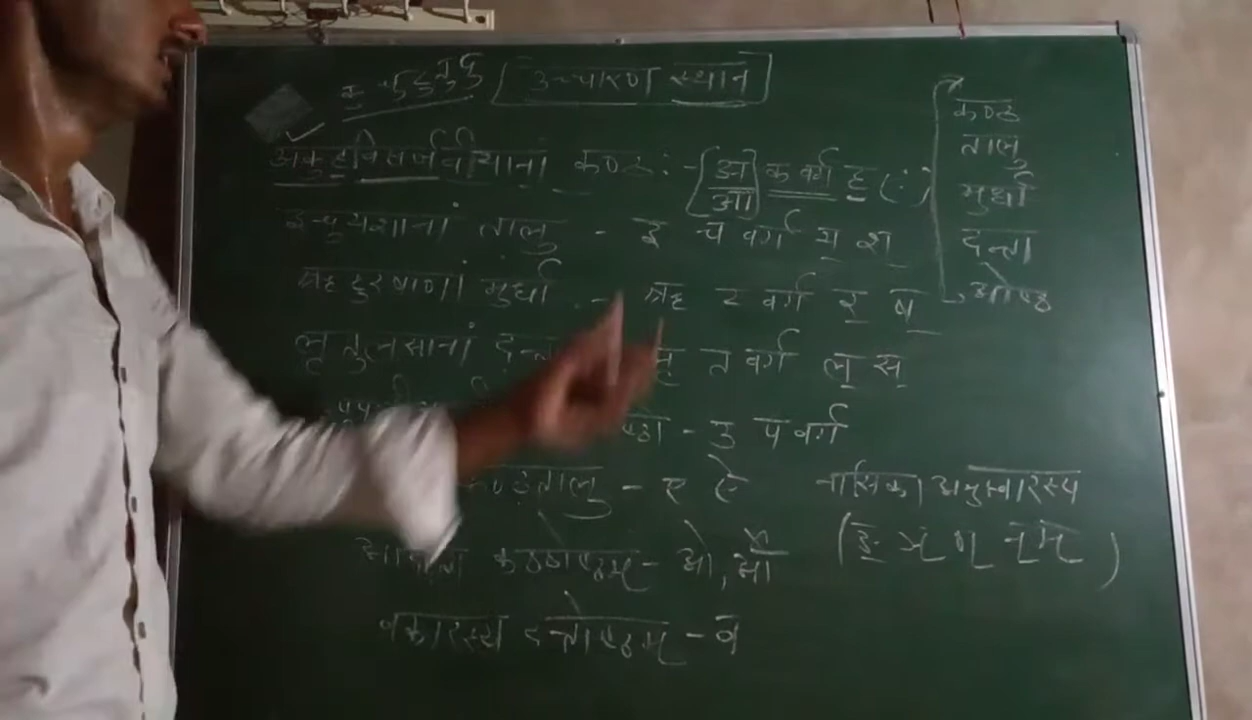 उच्चारण स्थान
अकुहविसर्जनीयानां कण्ठः - अ आ क वर्ग ह (ः)
इचुयशानां तालु - इ च वर्ग य श
ऋटुरषाणां मुर्धा - ऋ ट वर्ग र ष
लृतुलसानां लृ त वर्ग ल् स्
- उ प वर्ग
कण्ठतालु - ए ऐ
कण्ठोष्ठम् - ओ, औ
वकारस्य दन्तोष्ठम् - व
कण्ठ
तालु
मुर्धा
दन्त
ओष्ठ
नासिका अनुस्वारस्य
(ङ् ञ् ण् न् म्)